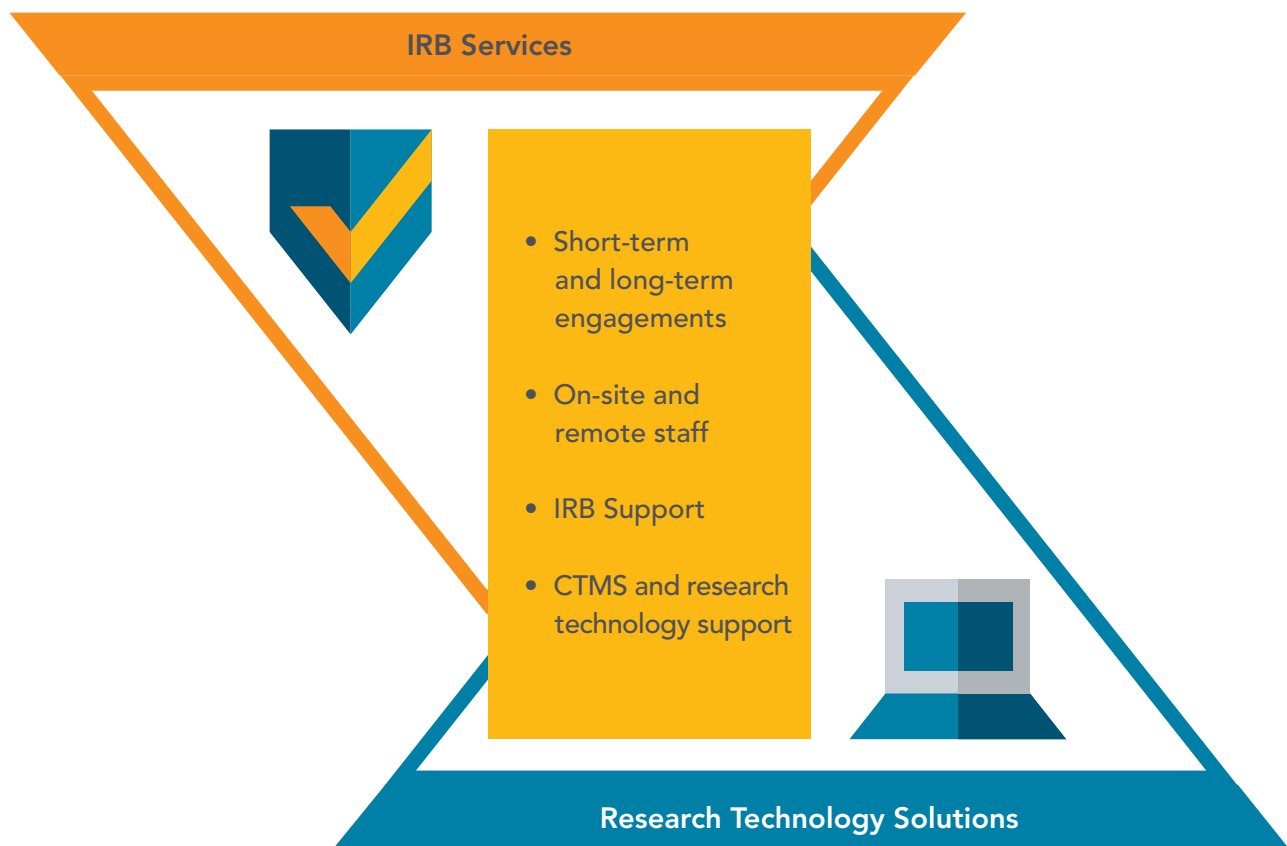 IRB Services
• Short-term
and long-term
engagements
• On-site and
remote staff
• IRB Support
• CTMS and research
technology support
Research Technology Solutions